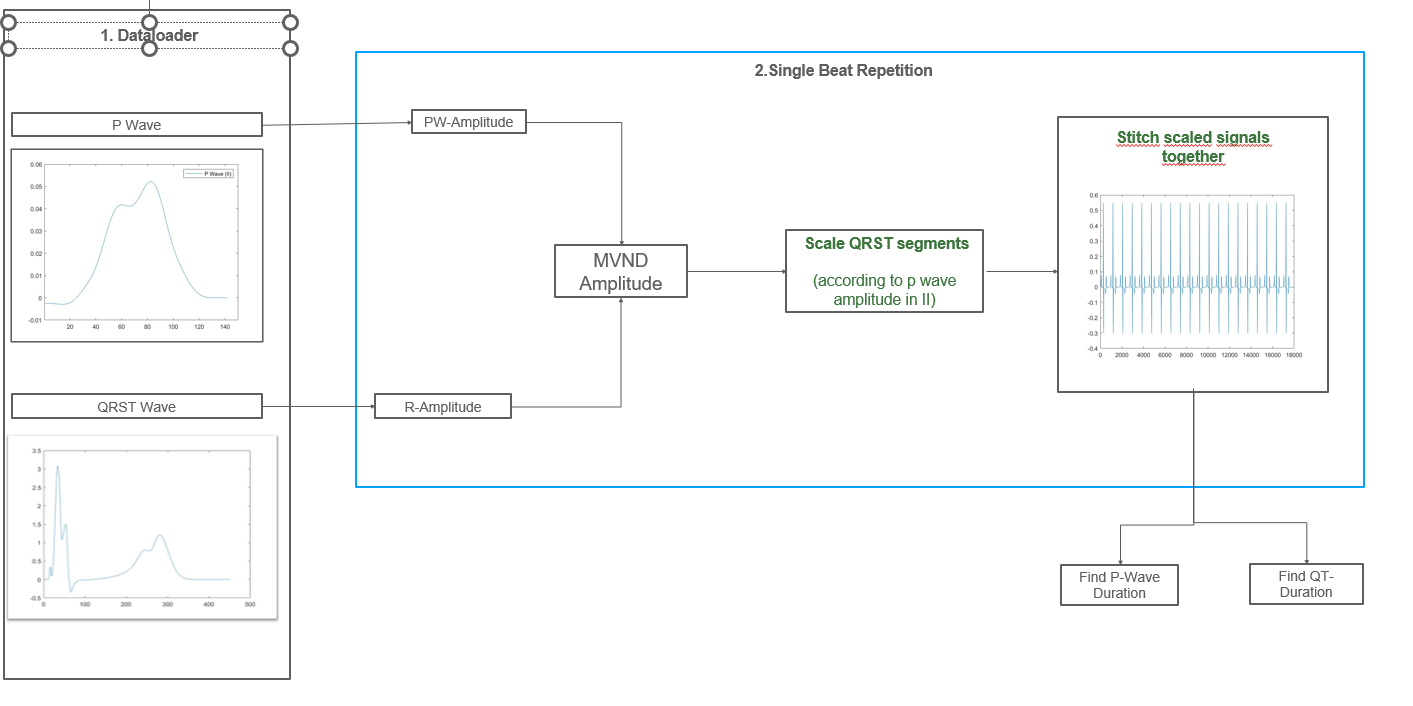 1. Dataloader
2.Single Beat Repetition
P Wave
PW-Amplitude
Stitch scaled signals
together
P Wave (II)
0.06
0.05
0.04
0.03
0.02
0.01
0
-0.01
20 40 60 80 100 120 140
MVND
Amplitude
Scale QRST segments
(according to p wave
amplitude in II)
0.6
0.5
0.4
0.3
0.2
0.1
0
-0.1
-0.2
-0.3
-0.4
0 2000 4000 6000 8000 10000 12000 14000 16000 18000
QRST Wave
R-Amplitude
3.5
3
2.5
2
1.5
1
0.5
0
-0.5
0 100 200 300 400 500
Find P-Wave
Duration
Find QT-
Duration